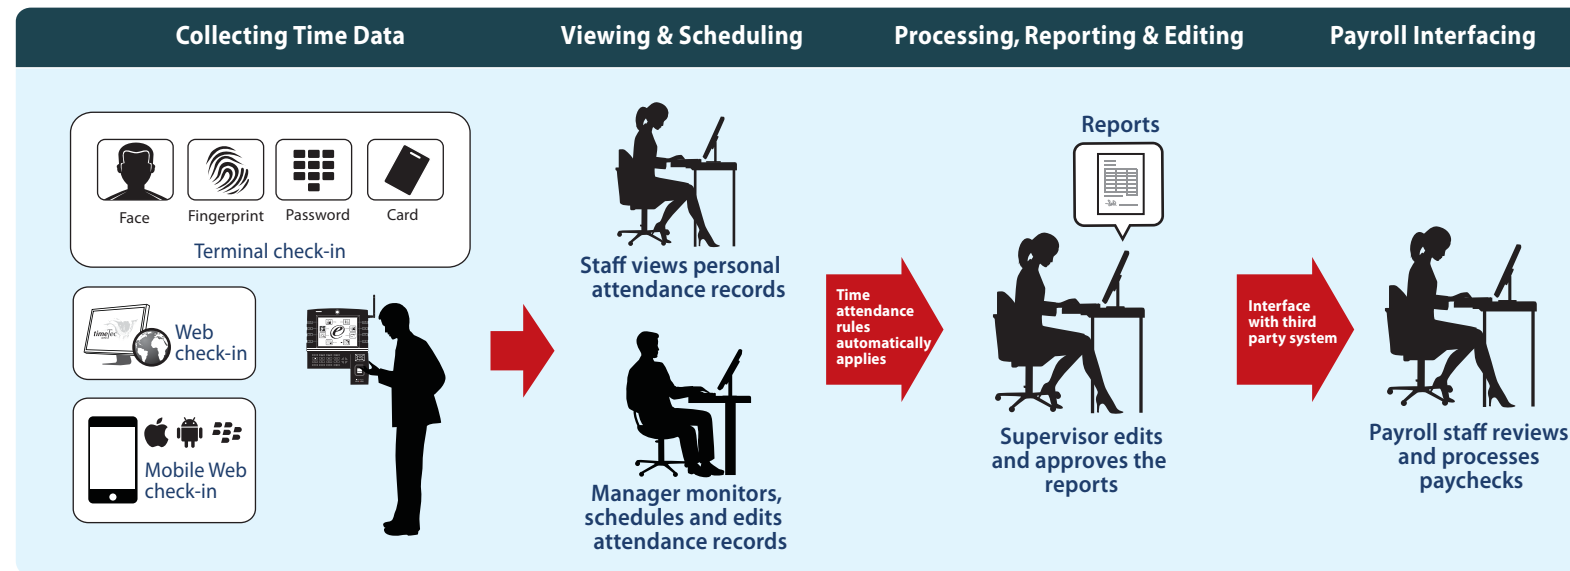 Collecting Time Data
Viewing & Scheduling
Processing, Reporting & Editing
Payroll Interfacing
Face
Fingerprint
Password
Card
Terminal check-in
timeTec
Web
check-in
Mobile Web
check-in
Staff views personal
attendance records
Manager monitors,
schedules and edits
attendance records
Time
attendance
rules
automatically
applies
Reports
Supervisor edits
and approves the
reports
Interface
with third
party system
Payroll staff reviews
and processes
paychecks